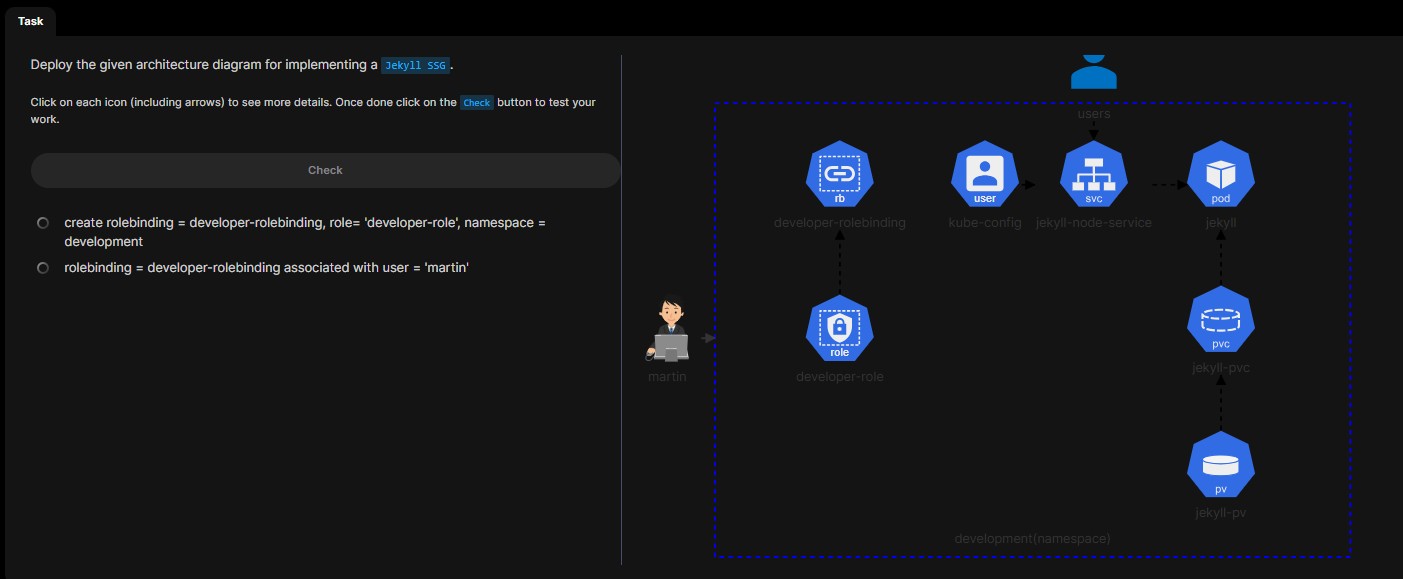 Task
Deploy the given architecture diagram for implementing a Jekyll SSG.
Click on each icon (including arrows) to see more details. Once done click on the Check button to test your
work.
Check
create rolebinding = developer-rolebinding, role= 'developer-role', namespace =
development
rolebinding = developer-rolebinding associated with user = 'martin'
users
rb
user
svc
pod
developer-rolebinding
kube-config
jekyll-node-service
jekyll
role
pvc
martin
developer-role
jekyll-pvc
pv
jekyll-pv
development(namespace)